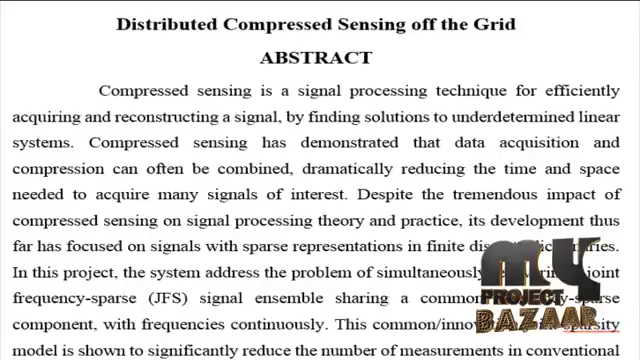 Distributed Compressed Sensing off the Grid
ABSTRACT
Compressed sensing is a signal processing technique for efficiently
acquiring and reconstructing a signal, by finding solutions to underdetermined linear
systems. Compressed sensing has demonstrated that data acquisition and
compression can often be combined, dramatically reducing the time and space
needed to acquire many signals of interest. Despite the tremendous impact of
compressed sensing on signal processing theory and practice, its development thus
far has focused on signals with sparse representations in finite
In this project, the system address the problem of simultaneously joint
frequency-sparse (JFS) signal ensemble sharing a
component, with frequencies continuously. This
model is shown to significantly reduce the number of measurements in conventional
MY
PROJECT
BAZAAR